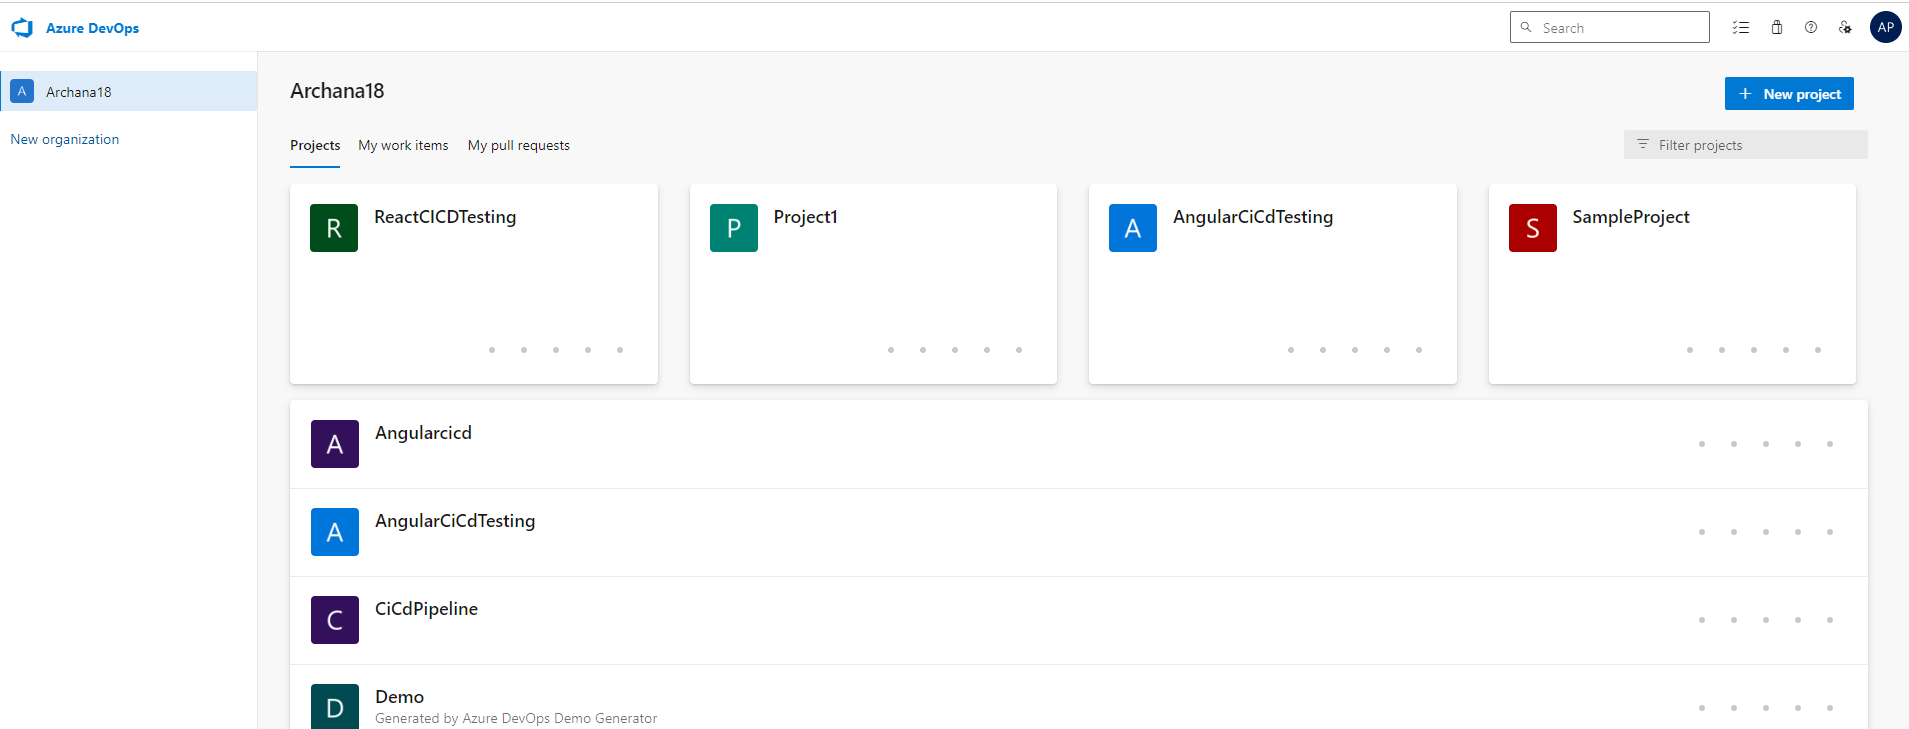 Azure DevOps
Search
AP
A Archana18
New organization
Archana18
+ New project
Projects My work items My pull requests
Filter projects
R ReactCICDTesting
P Project1
A AngularCiCdTesting
S SampleProject
A Angularcicd
A AngularCiCdTesting
C CiCdPipeline
D Demo
Generated by Azure DevOps Demo Generator